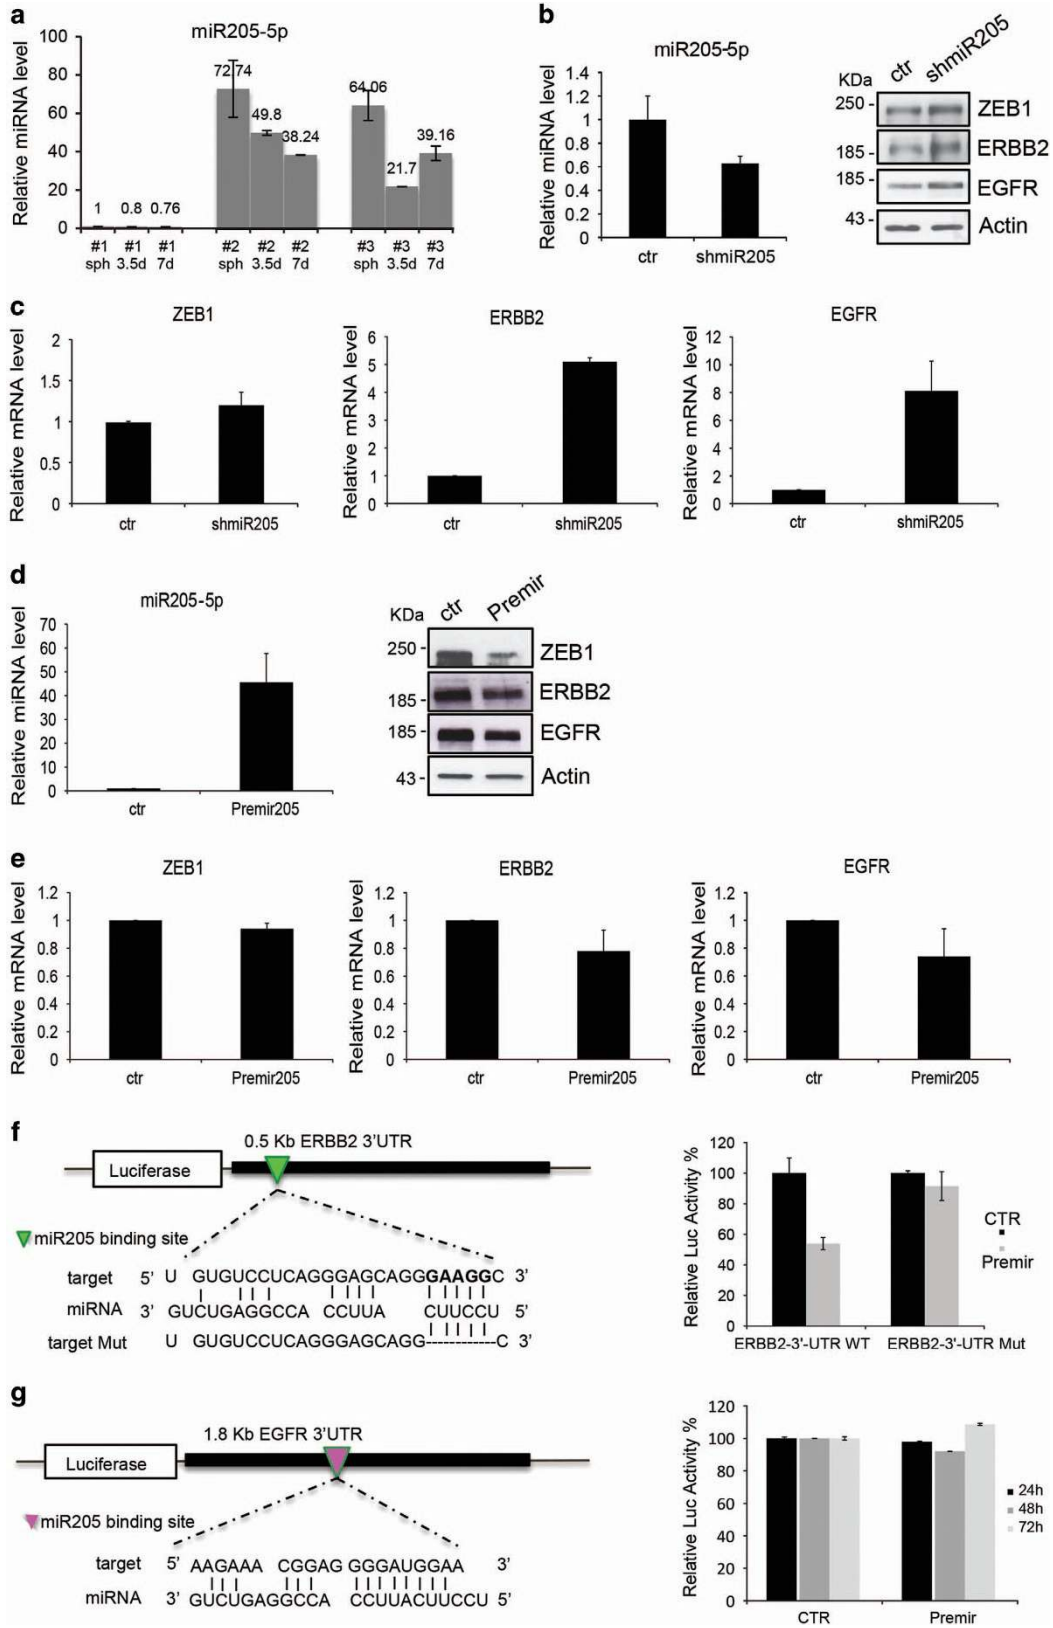 a
miR205-5p
Relative miRNA level
100
80
60
40
20
0
1 0.8 0.76
72.74 49.8 38.24
64.06 21.7 39.16
#1 #1 #1 #2 #2 #2 #3 #3 #3
sph 3.5d 7d sph 3.5d 7d sph 3.5d 7d
b
miR205-5p
Relative miRNA level
1.4
1.2
1
0.8
0.6
0.4
0.2
0
ctr shmiR205
KDa ctr shmiR205
250 - ZEB1
185 - ERBB2
185 - EGFR
43 - Actin
c
ZEB1
Relative mRNA level
2
1.5
1
0.5
0
ctr shmiR205
ERBB2
Relative mRNA level
6
5
4
3
2
1
0
ctr shmiR205
EGFR
Relative mRNA level
12
10
8
6
4
2
0
ctr shmiR205
d
miR205-5p
Relative miRNA level
70
60
50
40
30
20
10
0
ctr Premir205
KDa ctr Premir
250 - ZEB1
185 - ERBB2
185 - EGFR
43 - Actin
e
ZEB1
Relative mRNA level
1.2
1
0.8
0.6
0.4
0.2
0
ctr Premir205
ERBB2
Relative mRNA level
1.2
1
0.8
0.6
0.4
0.2
0
ctr Premir205
EGFR
Relative mRNA level
1.2
1
0.8
0.6
0.4
0.2
0
ctr Premir205
f
0.5 Kb ERBB2 3'UTR
Luciferase
miR205 binding site
target 5' U GUGUCCUCAGGGAGCAGGGAAGGC 3'
miRNA 3' GUCUGAGGCCA CCUUA CUUCCU 5'
target Mut U GUGUCCUCAGGGAGCAGG-----------C 3'
Relative Luc Activity %
120
100
80
60
40
20
0
ERBB2-3'-UTR WT ERBB2-3'-UTR Mut
CTR
Premir
g
1.8 Kb EGFR 3'UTR
Luciferase
miR205 binding site
target 5' AAGAAA CGGAG GGGAUGGAA 3'
miRNA 3' GUCUGAGGCCA CCUUACUUCCU 5'
Relative Luc Activity %
120
100
80
60
40
20
0
CTR Premir
24h
48h
72h